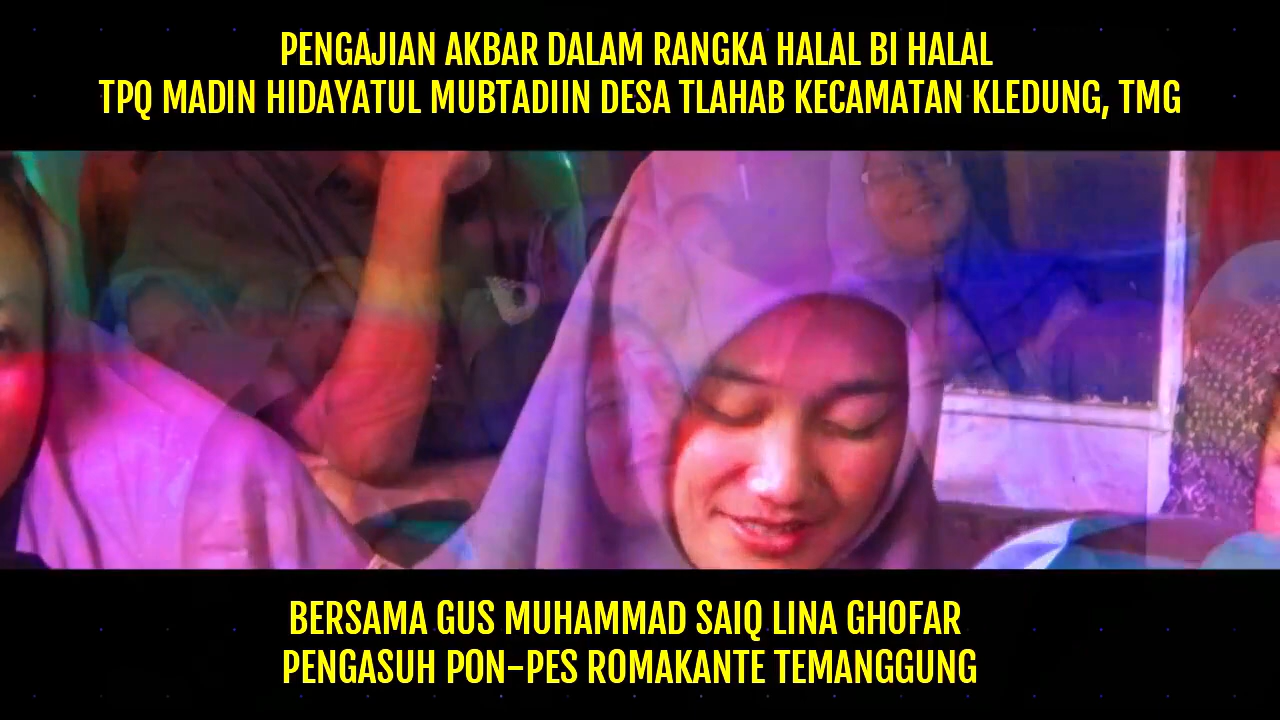 PENGAJIAN AKBAR DALAM RANGKA HALAL BI HALAL
TPQ MADIN HIDAYATUL MUBTADIIN DESA TLAHAB KECAMATAN KLEDUNG, TMG
BERSAMA GUS MUHAMMAD SAIQ LINA GHOFAR
PENGASUH PON-PES ROMAKANTE TEMANGGUNG